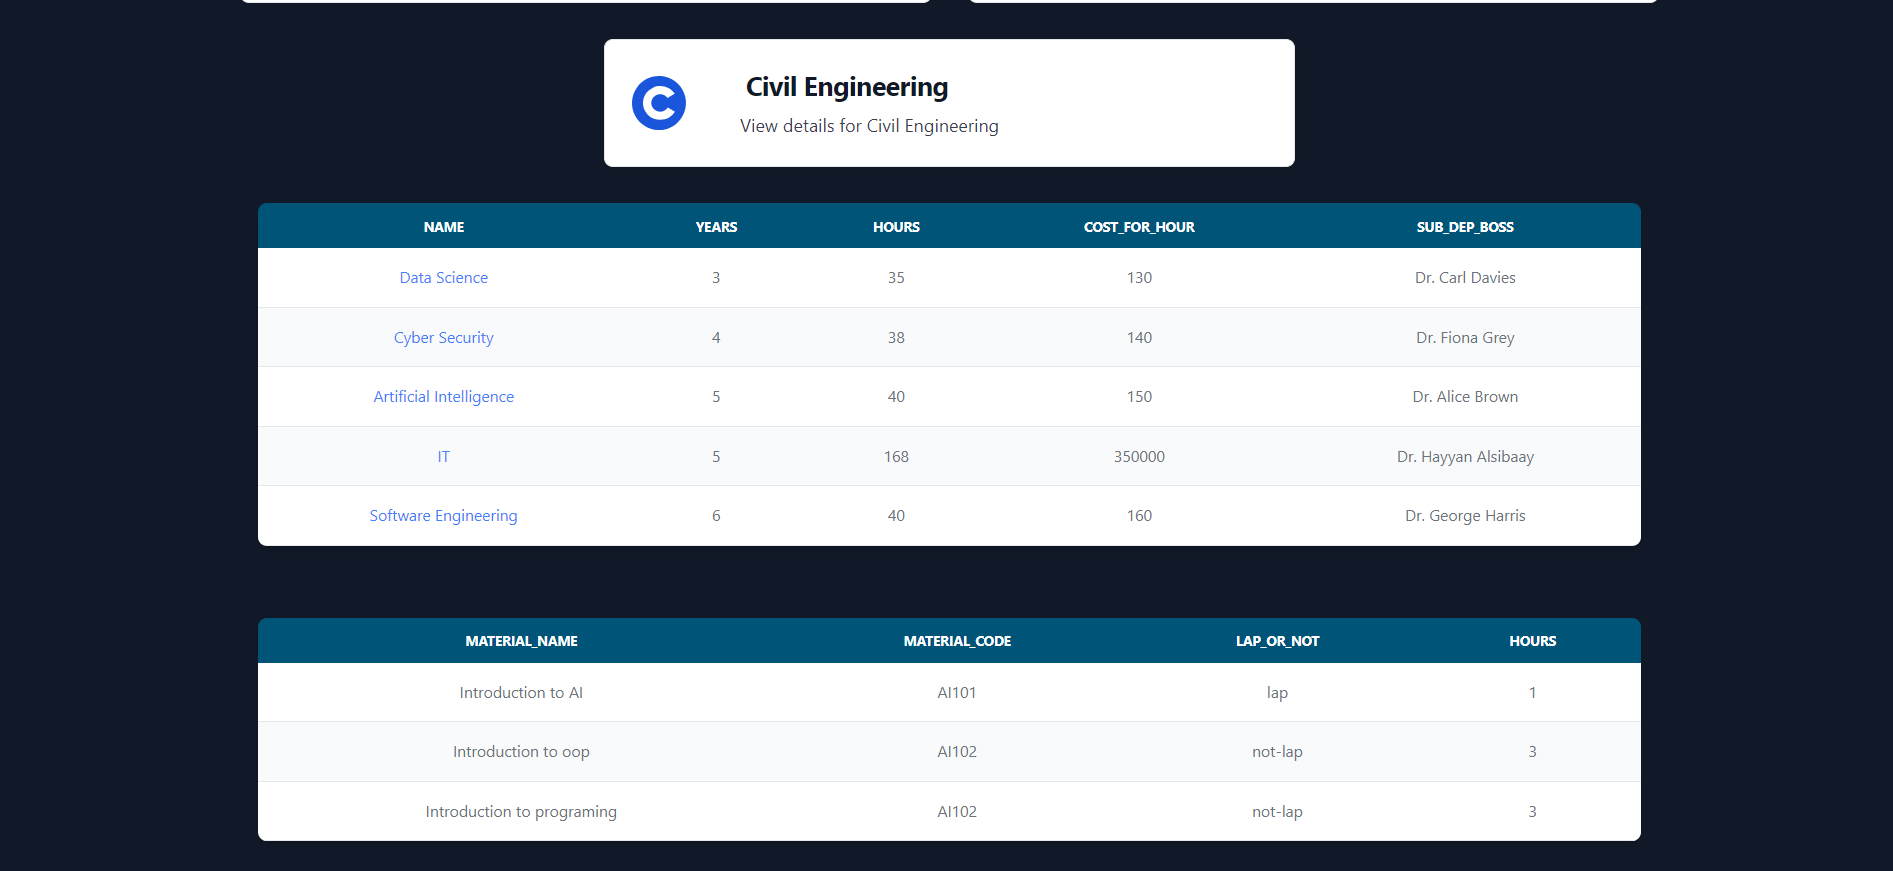 C
Civil Engineering
View details for Civil Engineering
NAME YEARS HOURS COST_FOR_HOUR SUB_DEP_BOSS
Data Science 3 35 130 Dr. Carl Davies
Cyber Security 4 38 140 Dr. Fiona Grey
Artificial Intelligence 5 40 150 Dr. Alice Brown
IT 5 168 350000 Dr. Hayyan Alsibaay
Software Engineering 6 40 160 Dr. George Harris
MATERIAL_NAME MATERIAL_CODE LAP_OR_NOT HOURS
Introduction to AI AI101 lap 1
Introduction to oop AI102 not-lap 3
Introduction to programing AI102 not-lap 3